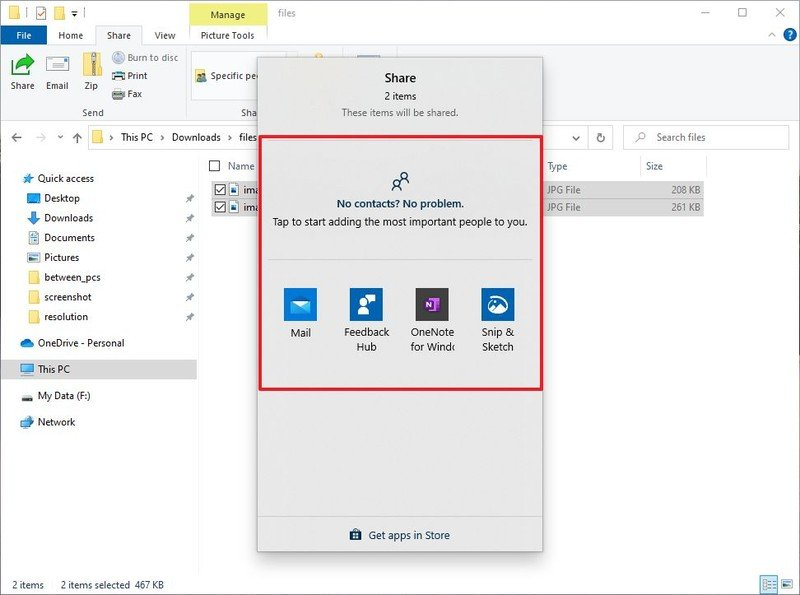 Manage
files
File
Home
Share
View
Picture Tools
Share
Email
Zip
Burn to disc
Print
Fax
Specific pe
Send
Sha
This PC
Downloads
files
Search files
Share
2 items
These items will be shared.
No contacts? No problem.
Tap to start adding the most important people to you.
Mail
Feedback
Hub
OneNote
for Windo
Snip &
Sketch
Get apps in Store
Name
Type
Size
ima
JPG File
208 KB
ima
JPG File
261 KB
Quick access
Desktop
Downloads
Documents
Pictures
between_pcs
screenshot
resolution
OneDrive - Personal
This PC
My Data (F:)
Network
2 items
2 items selected 467 KB